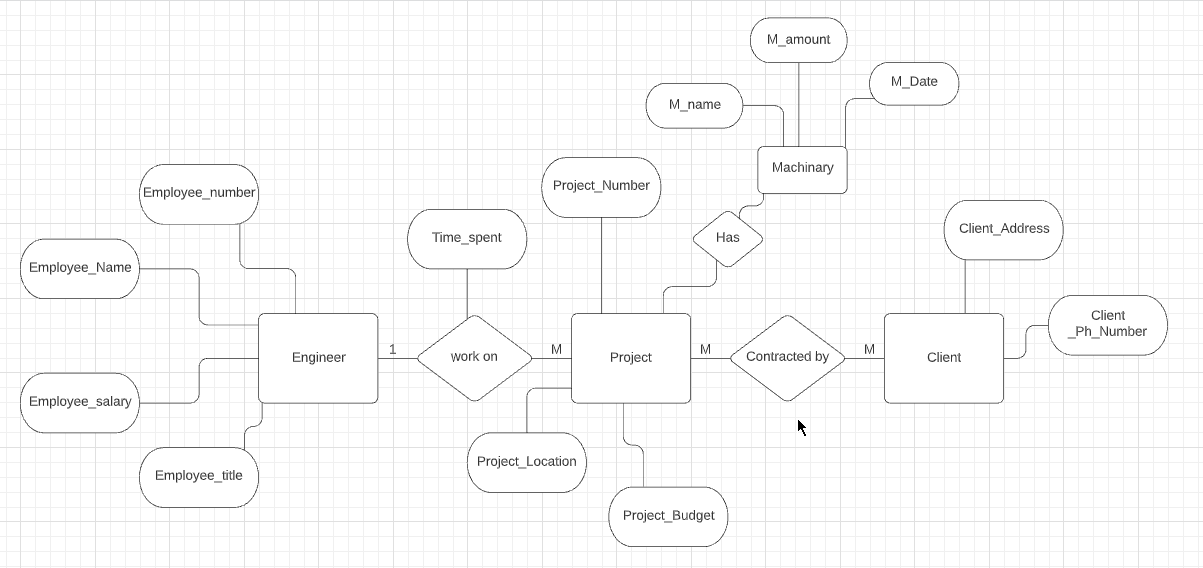 M_amount
M_Date
M_name
Machinary
Employee_number
Project_Number
Time_spent
Has
Client_Address
Employee_Name
Client
_Ph_Number
Engineer
1
work on
M
Project
M
Contracted by
M
Client
Employee_salary
Project_Location
Employee_title
Project_Budget